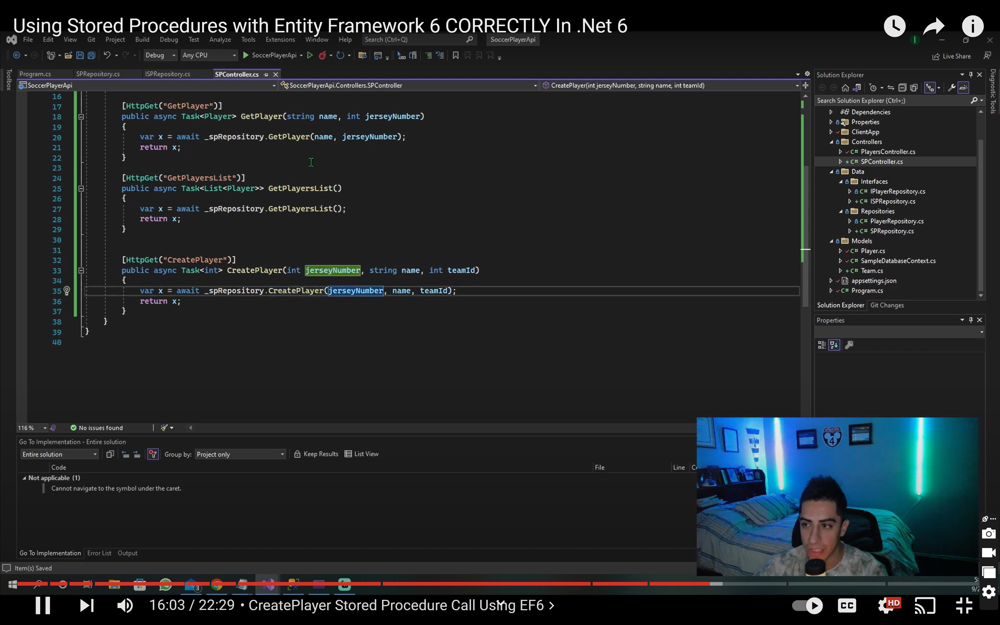 Using Stored Procedures with Entity Framework 6 CORRECTLY In .Net 6
File Edit View Git Project Build Debug Test Analyze Tools Extensions Window Help Search (Ctrl+Q) SoccerPlayerApi
Debug Any CPU SoccerPlayerApi Live Share
Toolbox
Program.cs SPRepository.cs ISPRepository.cs SPController.cs
SoccerPlayerApi SoccerPlayerApi.Controllers.SPController CreatePlayer(int jerseyNumber, string name, int teamId)
16
17 [HttpGet("GetPlayer")]
18 public async Task<Player> GetPlayer(string name, int jerseyNumber)
19 {
20 var x = await _spRepository.GetPlayer(name, jerseyNumber);
21 return x;
22 }
23
24 [HttpGet("GetPlayersList")]
25 public async Task<List<Player>> GetPlayersList()
26 {
27 var x = await _spRepository.GetPlayersList();
28 return x;
29 }
30
31
32 [HttpGet("CreatePlayer")]
33 public async Task<int> CreatePlayer(int jerseyNumber, string name, int teamId)
34 {
35 var x = await _spRepository.CreatePlayer(jerseyNumber, name, teamId);
36 return x;
37 }
38 }
39 }
40
116 % No issues found
Solution Explorer
Search Solution Explorer (Ctrl+;)
Dependencies
Properties
ClientApp
Controllers
C# PlayersController.cs
C# SPController.cs
Data
Interfaces
C# IPlayerRepository.cs
C# ISPRepository.cs
Repositories
C# PlayerRepository.cs
C# SPRepository.cs
Models
C# Player.cs
C# SampleDatabaseContext.cs
C# Team.cs
appsettings.json
C# Program.cs
Solution Explorer Git Changes
Properties
Diagnostic Tools
Go To Implementation - Entire solution
Entire solution Group by: Project only Keep Results List View
Code File Line
Not applicable (1)
Cannot navigate to the symbol under the caret.
Go To Implementation Error List Output
Item(s) Saved
INTERSTATE
4
3
16:03 / 22:29 • CreatePlayer Stored Procedure Call Using EF6
CC HD